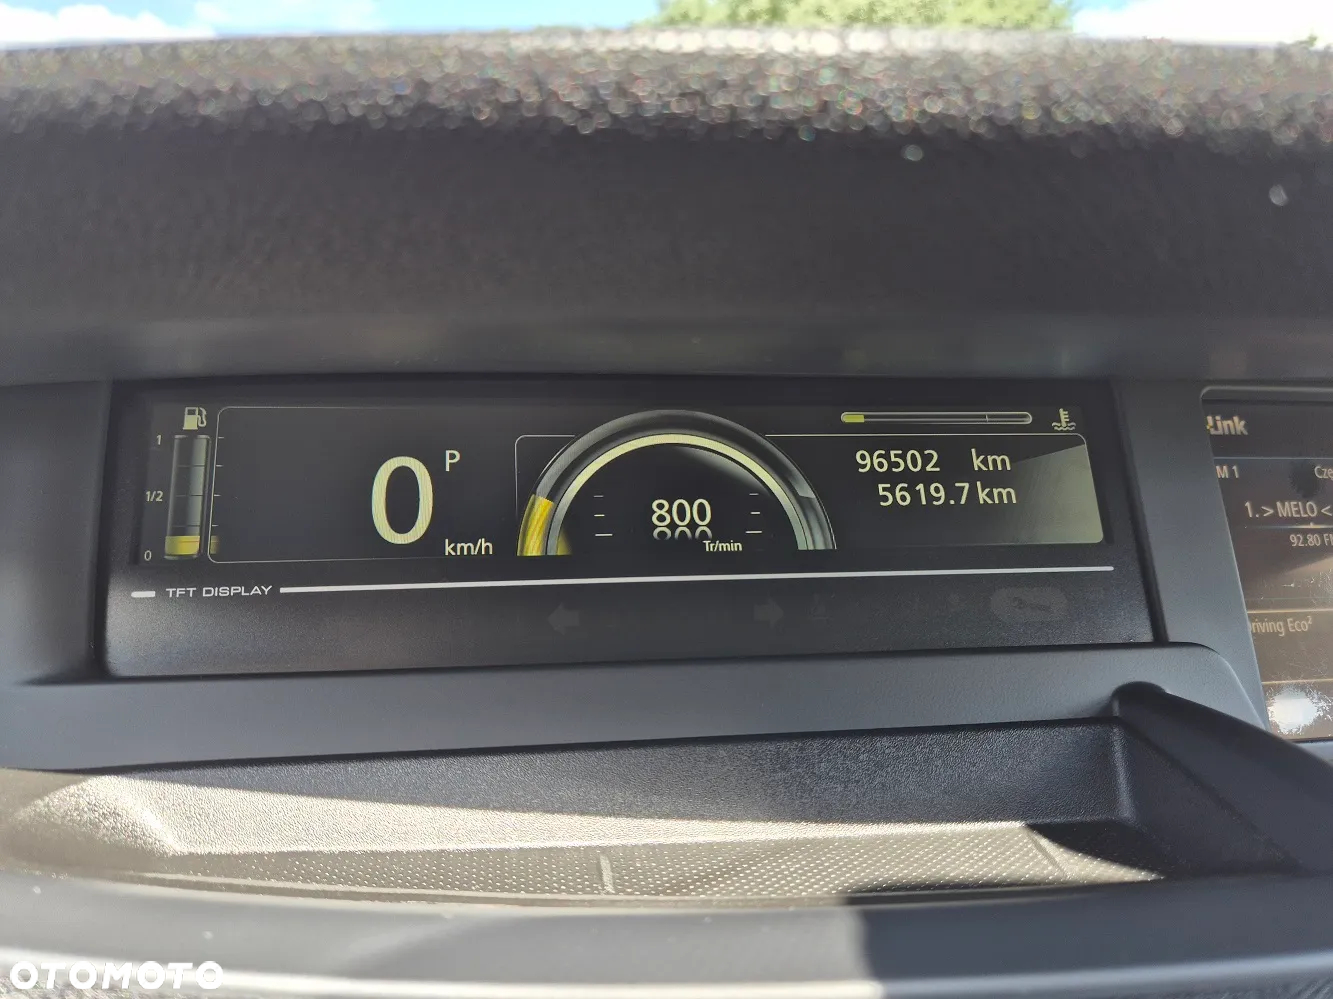 1
1/2
0
0
P
km/h
800
Tr/min
96502 km
5619.7 km
TFT DISPLAY
Link
M 1
1. > MELO <
92.80
riving Eco²
OTOMOTO